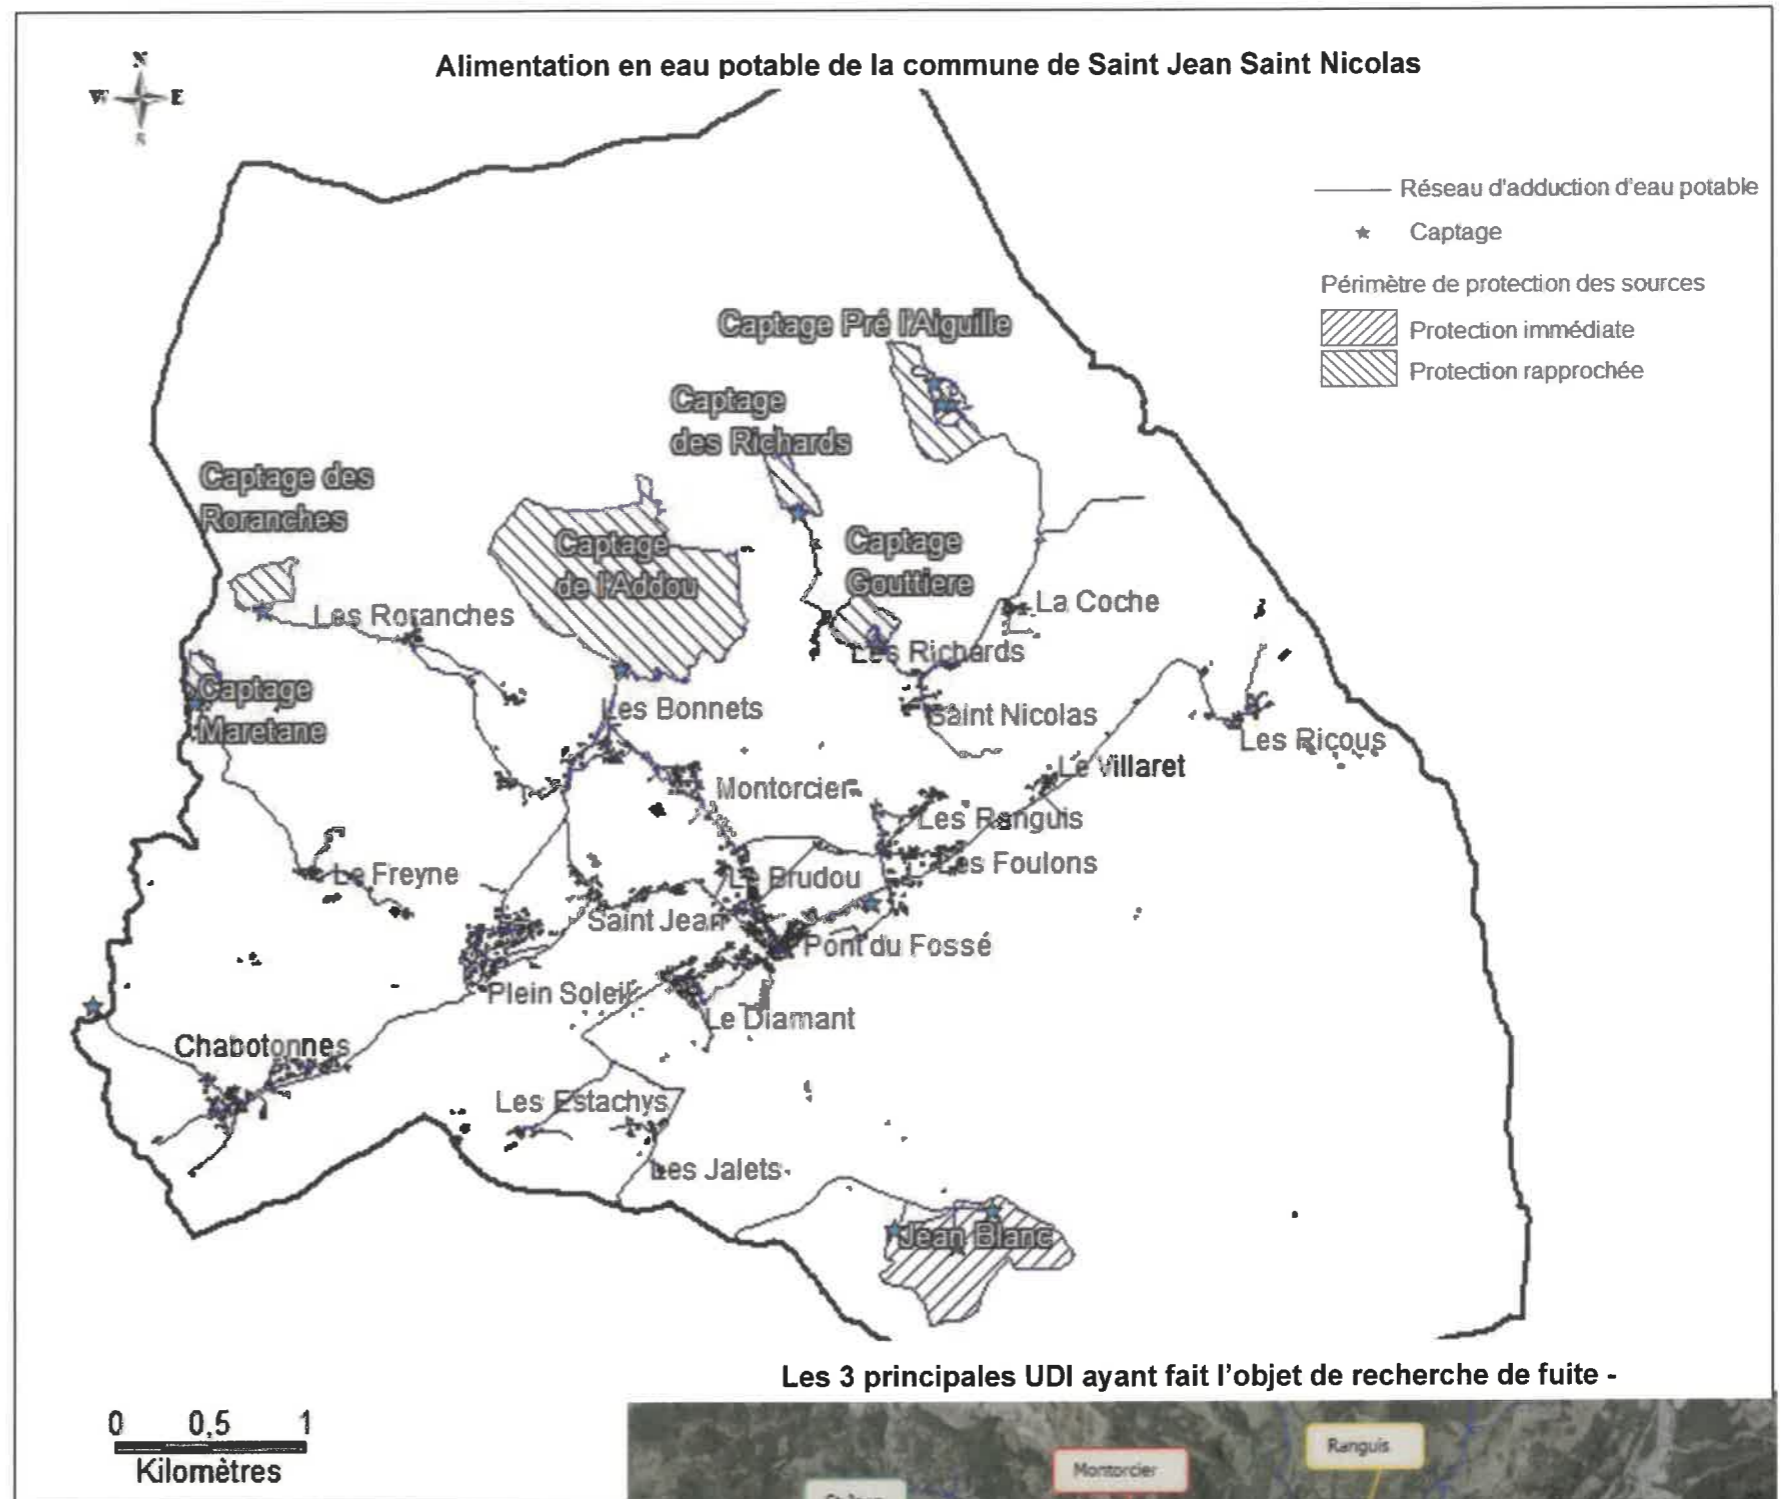 Alimentation en eau potable de la commune de Saint Jean Saint Nicolas
N
W E
S
Réseau d'adduction d'eau potable
Captage
Périmètre de protection des sources
Protection immédiate
Protection rapprochée
Captage Pré l'Aiguille
Captage
des Richards
Captage des
Roranches
Captage
de l'Addou
Captage
Gouttiere
Les Roranches
La Coche
Les Richards
Captage
Maretane
Les Bonnets
Saint Nicolas
Les Ricous
Le Villaret
Montorcier
Les Ranguis
Les Foulons
Le Freyne
Le Brudou
Saint Jean
Pont du Fossé
Plein Soleil
Le Diamant
Chabotonnes
Les Estachys
Les Jalets
Jean Blanc
Les 3 principales UDI ayant fait l'objet de recherche de fuite -
0 0,5 1
Kilomètres
Ranguis
Montorcier